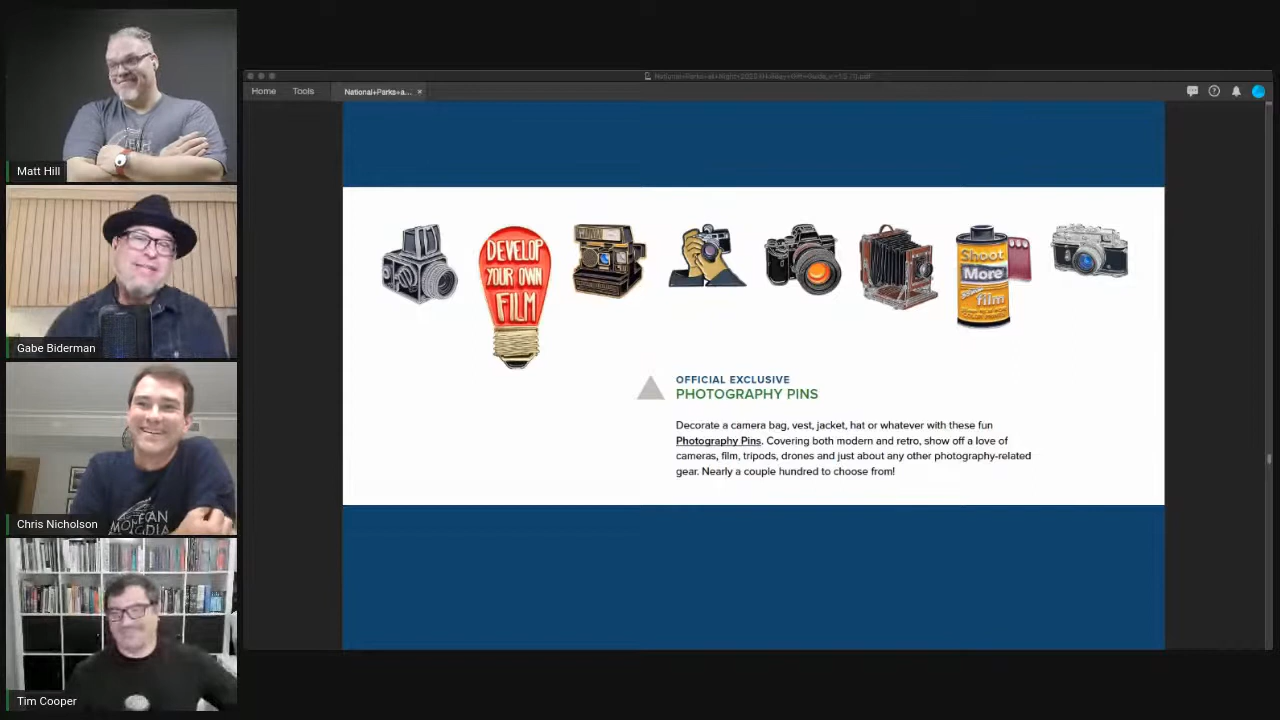 Matt Hill
Gabe Biderman
Chris Nicholson
Tim Cooper
Home
Tools
National+Parks+a...
DEVELOP
YOUR OWN
FILM
Shoot
More
film
OFFICIAL EXCLUSIVE
PHOTOGRAPHY PINS
Decorate a camera bag, vest, jacket, hat or whatever with these fun
Photography Pins. Covering both modern and retro, show off a love of
cameras, film, tripods, drones and just about any other photography-related
gear. Nearly a couple hundred to choose from!